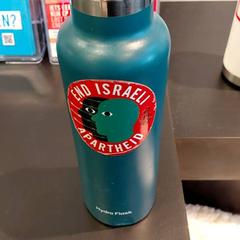 N?
END ISRAELI
APARTHEID
Hydro Flask